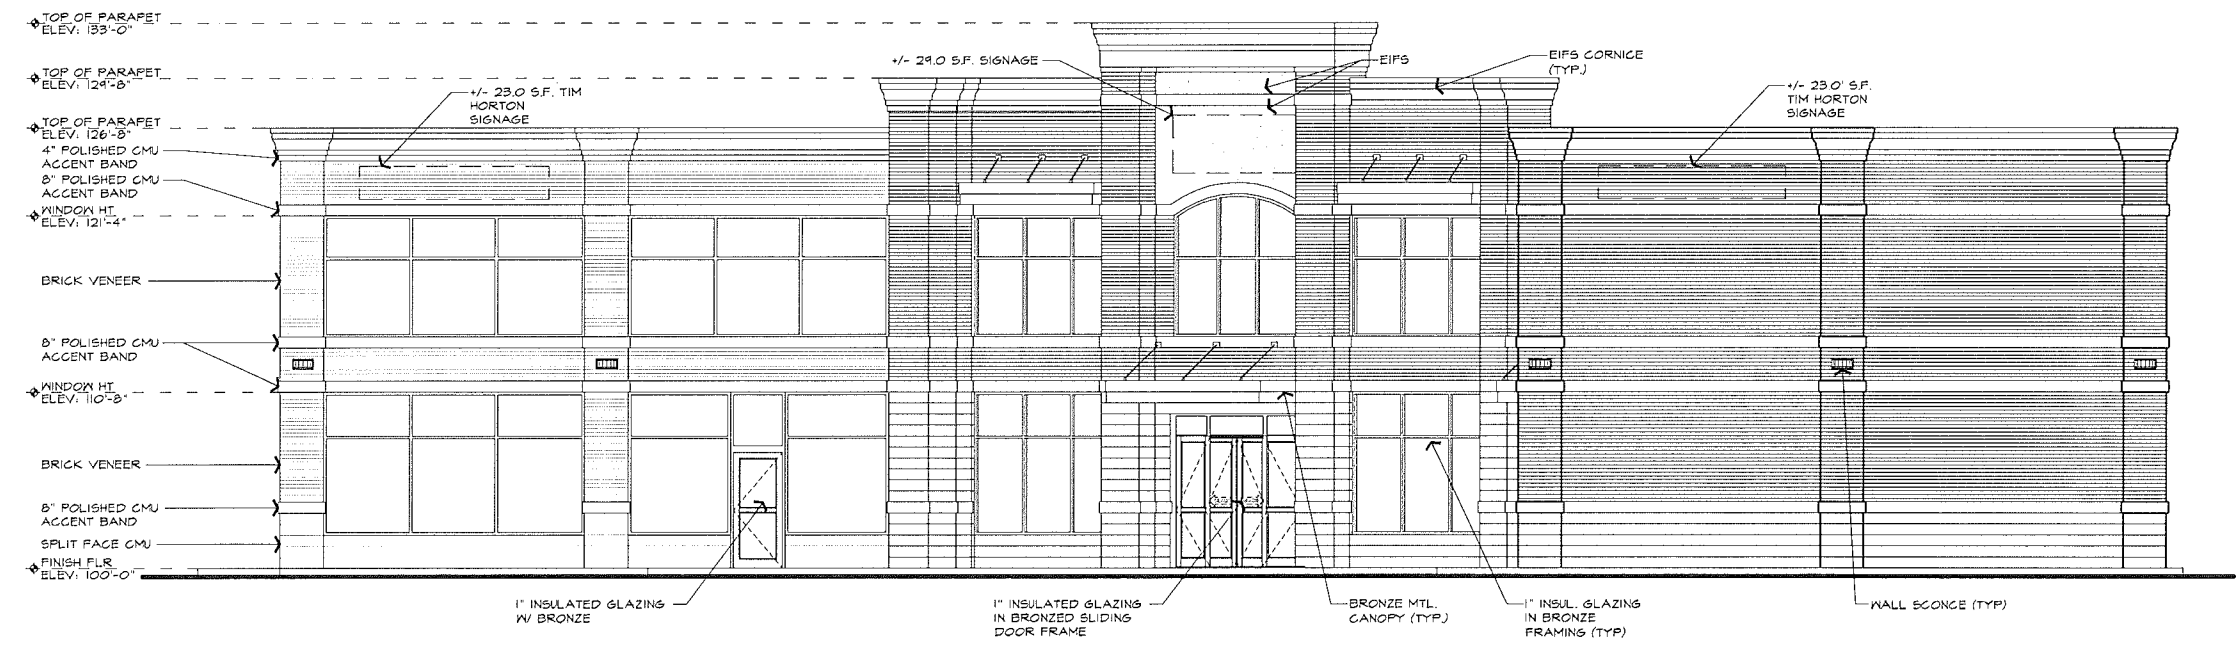 TOP OF PARAPET
ELEV: 133'-0"
TOP OF PARAPET
ELEV: 129'-8"
TOP OF PARAPET
ELEV: 126'-8"
4" POLISHED CMU
ACCENT BAND
8" POLISHED CMU
ACCENT BAND
WINDOW HT
ELEV: 121'-4"
BRICK VENEER
8" POLISHED CMU
ACCENT BAND
WINDOW HT
ELEV: 110'-8"
BRICK VENEER
8" POLISHED CMU
ACCENT BAND
SPLIT FACE CMU
FINISH FLR
ELEV: 100'-0"
+/- 23.0 S.F. TIM
HORTON
SIGNAGE
+/- 29.0 S.F. SIGNAGE
EIFS
EIFS CORNICE
(TYP.)
+/- 23.0' S.F.
TIM HORTON
SIGNAGE
1" INSULATED GLAZING
W/ BRONZE
1" INSULATED GLAZING
IN BRONZED SLIDING
DOOR FRAME
BRONZE MTL.
CANOPY (TYP.)
1" INSUL. GLAZING
IN BRONZE
FRAMING (TYP)
WALL SCONCE (TYP)